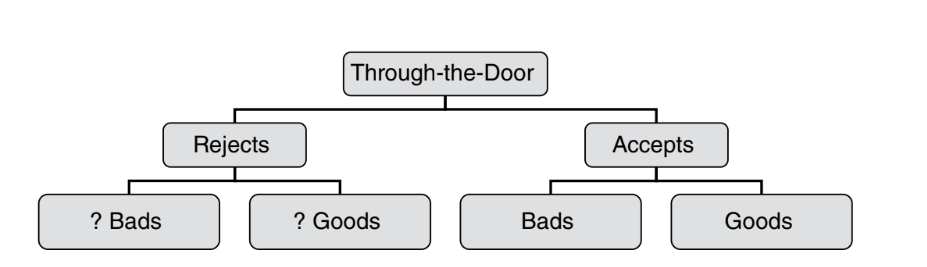 Through-the-Door
Rejects
Accepts
? Bads
? Goods
Bads
Goods